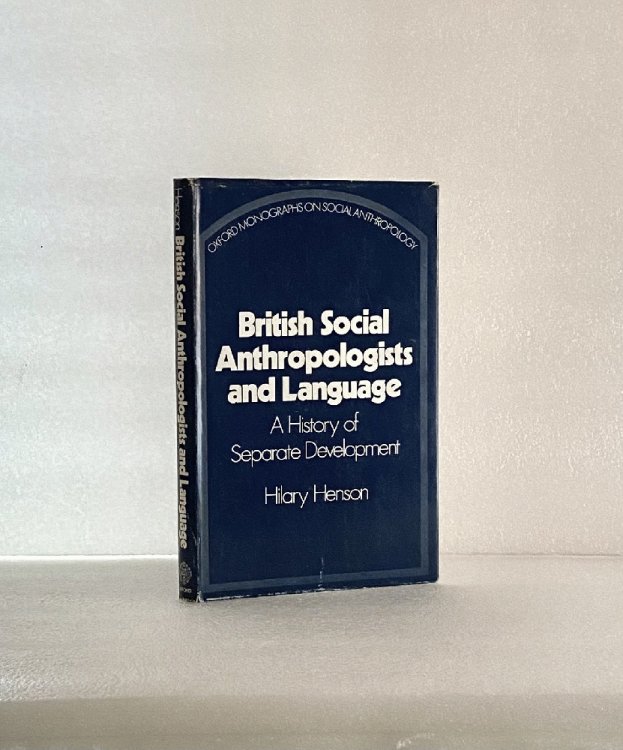 OXFORD MONOGRAPHS ON SOCIAL ANTHROPOLOGY
British Social
Anthropologists
and Language
A History of
Separate Development
Hilary Henson
Henson British Social Anthropologists and Language
OXFORD